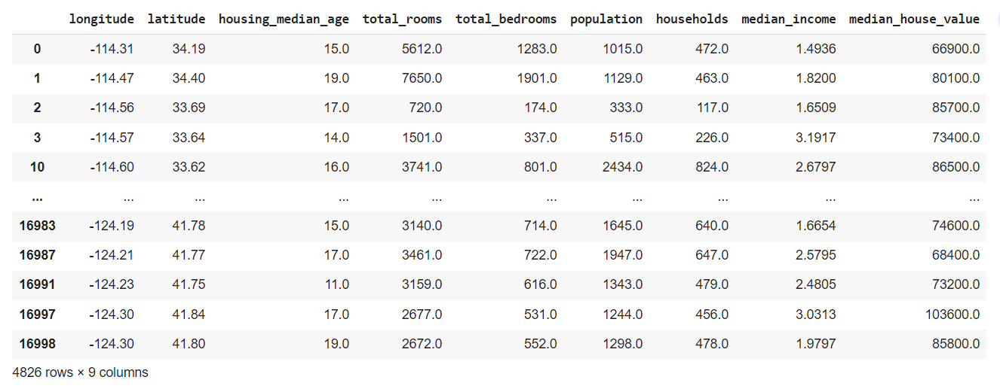 longitude latitude housing_median_age total_rooms total_bedrooms population households median_income median_house_value
0 -114.31 34.19 15.0 5612.0 1283.0 1015.0 472.0 1.4936 66900.0
1 -114.47 34.40 19.0 7650.0 1901.0 1129.0 463.0 1.8200 80100.0
2 -114.56 33.69 17.0 720.0 174.0 333.0 117.0 1.6509 85700.0
3 -114.57 33.64 14.0 1501.0 337.0 515.0 226.0 3.1917 73400.0
10 -114.60 33.62 16.0 3741.0 801.0 2434.0 824.0 2.6797 86500.0
... ... ... ... ... ... ... ... ... ...
16983 -124.19 41.78 15.0 3140.0 714.0 1645.0 640.0 1.6654 74600.0
16987 -124.21 41.77 17.0 3461.0 722.0 1947.0 647.0 2.5795 68400.0
16991 -124.23 41.75 11.0 3159.0 616.0 1343.0 479.0 2.4805 73200.0
16997 -124.30 41.84 17.0 2677.0 531.0 1244.0 456.0 3.0313 103600.0
16998 -124.30 41.80 19.0 2672.0 552.0 1298.0 478.0 1.9797 85800.0
4826 rows × 9 columns